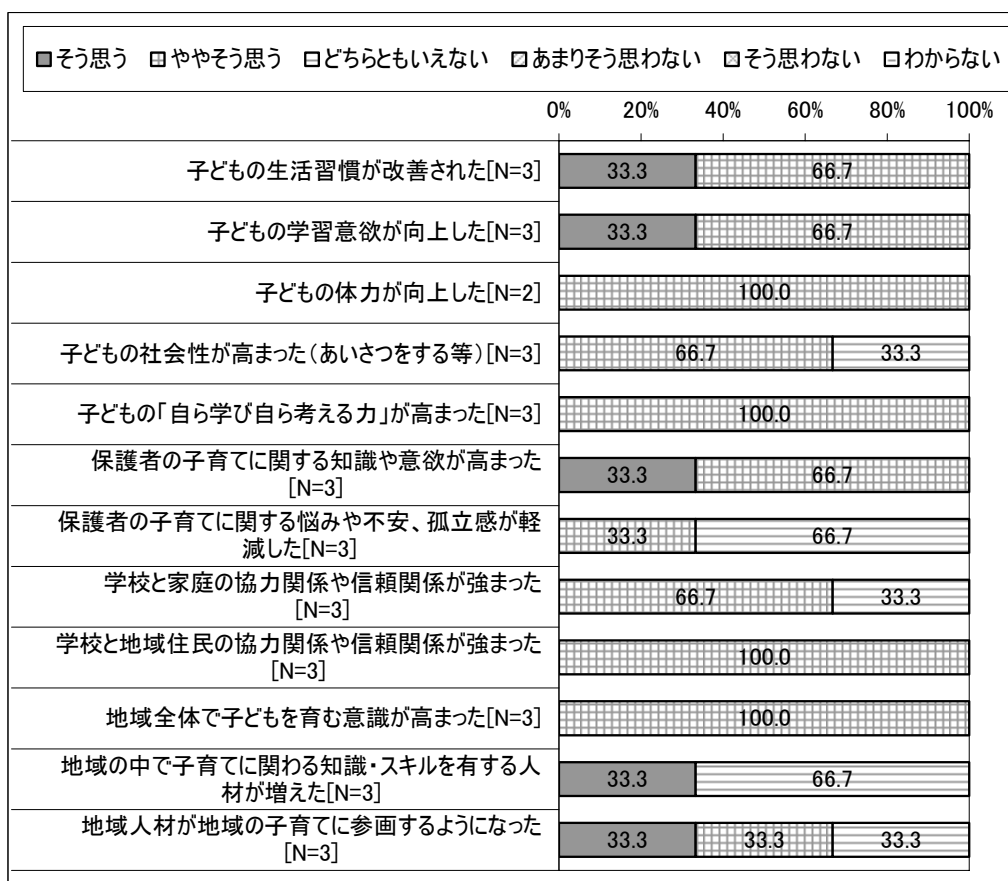 ■そう思う ⊞ややそう思う ⊟どちらともいえない ⍁あまりそう思わない ⊠そう思わない ⊟わからない
0% 20% 40% 60% 80% 100%
子どもの生活習慣が改善された[N=3] 33.3 66.7
子どもの学習意欲が向上した[N=3] 33.3 66.7
子どもの体力が向上した[N=2] 100.0
子どもの社会性が高まった(あいさつをする等)[N=3] 66.7 33.3
子どもの「自ら学び自ら考える力」が高まった[N=3] 100.0
保護者の子育てに関する知識や意欲が高まった
[N=3] 33.3 66.7
保護者の子育てに関する悩みや不安、孤立感が軽
減した[N=3] 33.3 66.7
学校と家庭の協力関係や信頼関係が強まった
[N=3] 66.7 33.3
学校と地域住民の協力関係や信頼関係が強まった
[N=3] 100.0
地域全体で子どもを育む意識が高まった[N=3] 100.0
地域の中で子育てに関わる知識・スキルを有する人
材が増えた[N=3] 33.3 66.7
地域人材が地域の子育てに参画するようになった
[N=3] 33.3 33.3 33.3